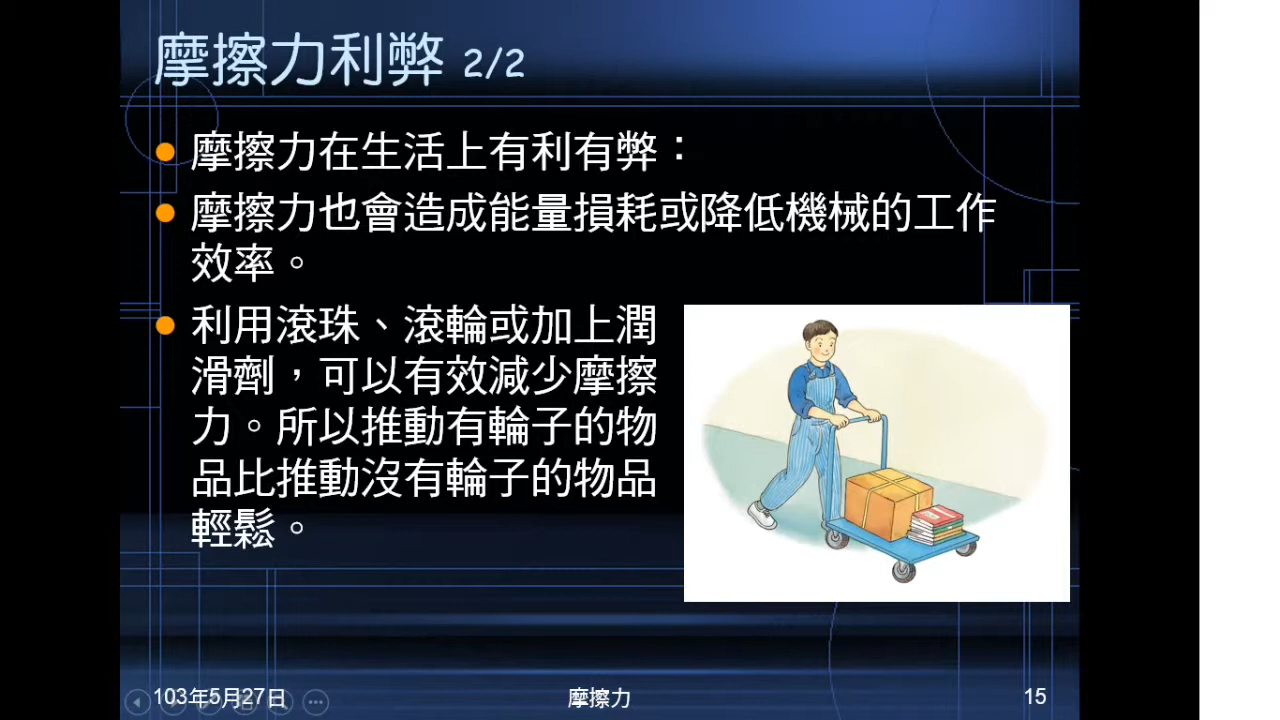 摩擦力利弊 2/2
摩擦力在生活上有利有弊：
摩擦力也會造成能量損耗或降低機械的工作
效率。
利用滾珠、滾輪或加上潤
滑劑，可以有效減少摩擦
力。所以推動有輪子的物
品比推動沒有輪子的物品
輕鬆。
103年5月27日
摩擦力
15